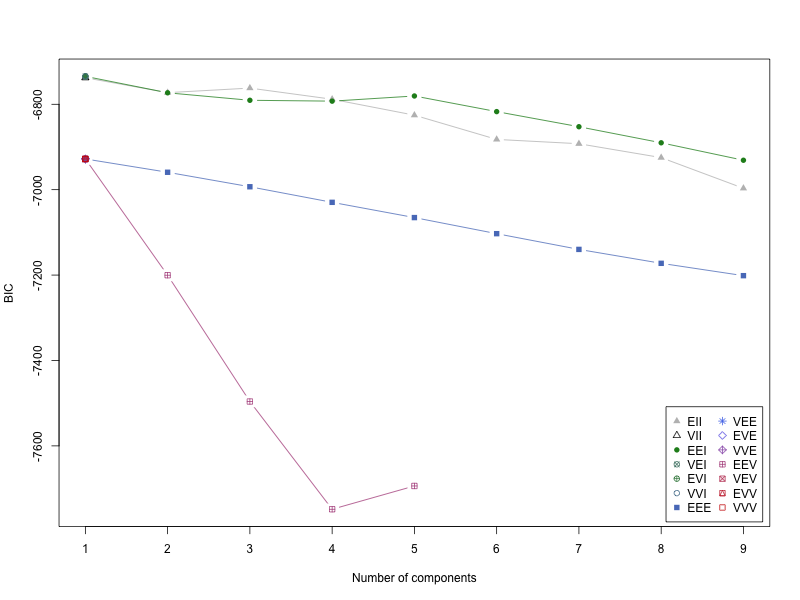 -6800
-7000
-7200
-7400
-7600
BIC
1 2 3 4 5 6 7 8 9
Number of components
EII VEE
VII EVE
EEI VVE
VEI EEV
EVI VEV
VVI EVV
EEE VVV